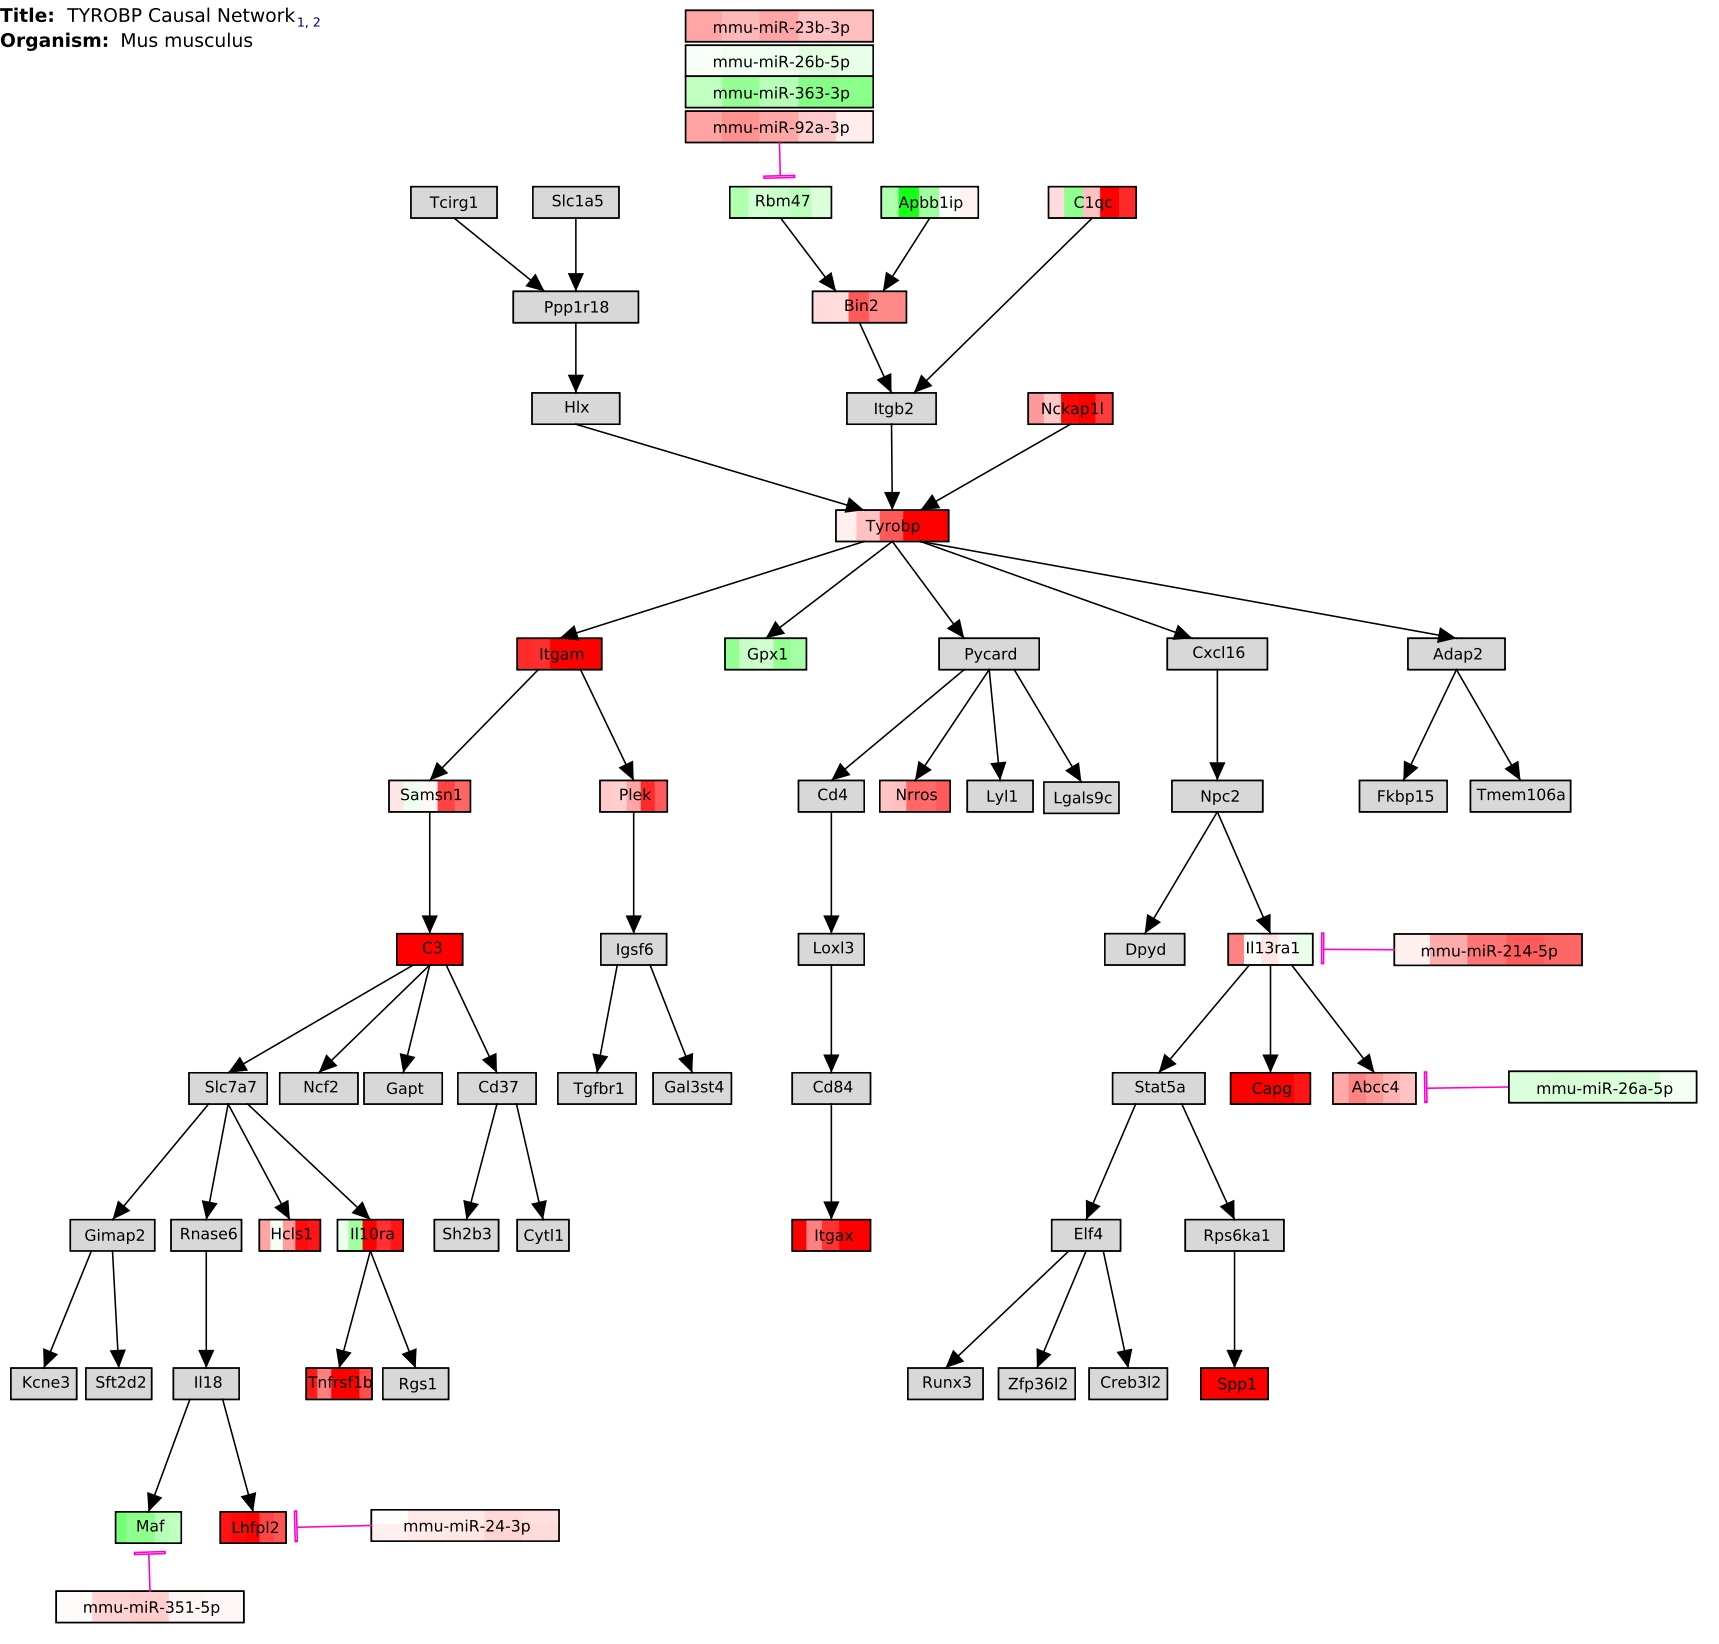 Title: TYROBP Causal Network1, 2
Organism: Mus musculus
mmu-miR-23b-3p
mmu-miR-26b-5p
mmu-miR-363-3p
mmu-miR-92a-3p
Tcirg1
Slc1a5
Rbm47
Apbb1ip
C1qc
Ppp1r18
Bin2
Hlx
Itgb2
Nckap1l
Tyrobp
Itgam
Gpx1
Pycard
Cxcl16
Adap2
Samsn1
Plek
Cd4
Nrros
Lyl1
Lgals9c
Npc2
Fkbp15
Tmem106a
C3
Igsf6
Loxl3
Dpyd
Il13ra1
mmu-miR-214-5p
Slc7a7
Ncf2
Gapt
Cd37
Tgfbr1
Gal3st4
Cd84
Stat5a
Capg
Abcc4
mmu-miR-26a-5p
Gimap2
Rnase6
Hcls1
Il10ra
Sh2b3
Cytl1
Itgax
Elf4
Rps6ka1
Kcne3
Sft2d2
Il18
Tnfrsf1b
Rgs1
Runx3
Zfp36l2
Creb3l2
Spp1
Maf
Lhfpl2
mmu-miR-24-3p
mmu-miR-351-5p